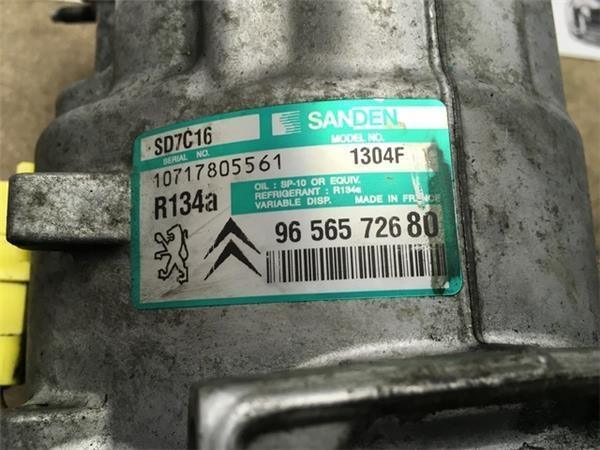 SANDEN
SD7C16
MODEL NO.
SERIAL NO.
1304F
10717805561
R134a
OIL : SP-10 OR EQUIV.
REFRIGERANT : R134a
VARIABLE DISP. MADE IN FRANCE
96 565 726 80